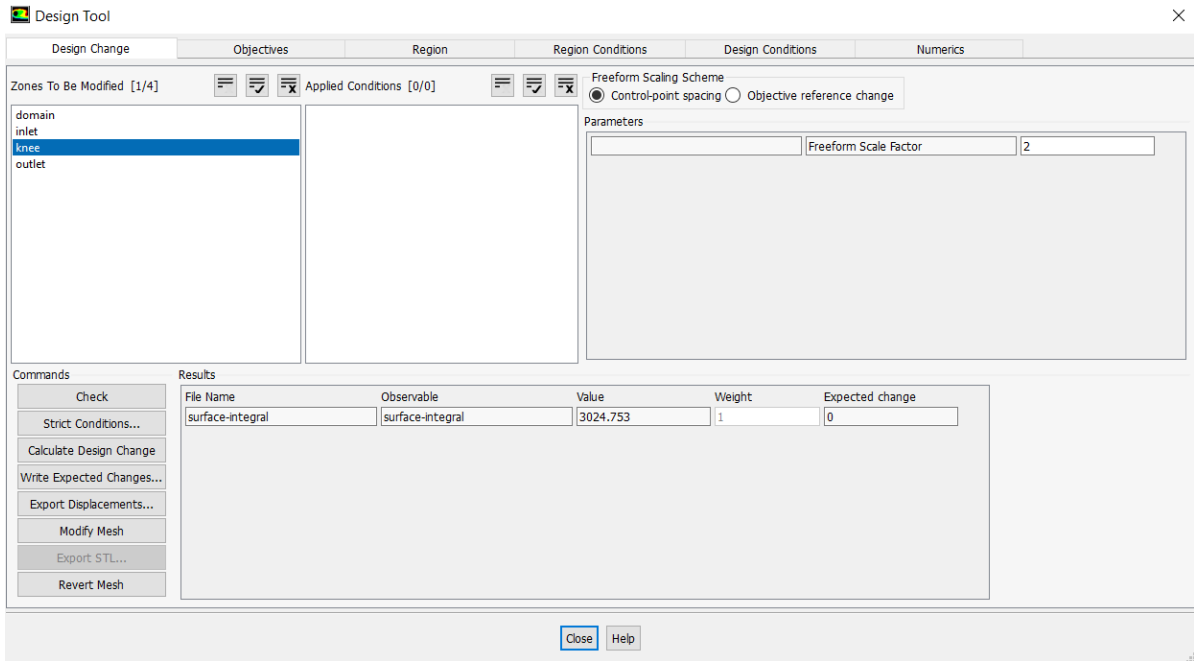 Design Tool
Design Change Objectives Region Region Conditions Design Conditions Numerics
Zones To Be Modified [1/4] Applied Conditions [0/0]
Freeform Scaling Scheme
Control-point spacing Objective reference change
domain
inlet
knee
outlet
Parameters
Freeform Scale Factor 2
Commands
Check
Strict Conditions...
Calculate Design Change
Write Expected Changes...
Export Displacements...
Modify Mesh
Export STL...
Revert Mesh
Results
File Name Observable Value Weight Expected change
surface-integral surface-integral 3024.753 1 0
Close Help